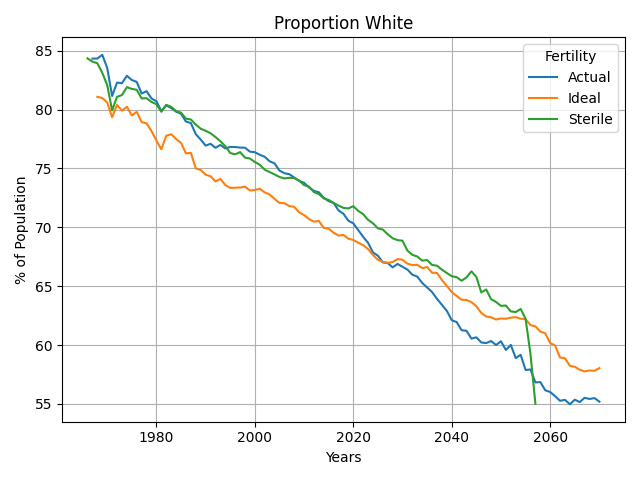 Proportion White
85
80
75
70
65
60
55
% of Population
Fertility
Actual
Ideal
Sterile
1980
2000
2020
2040
2060
Years